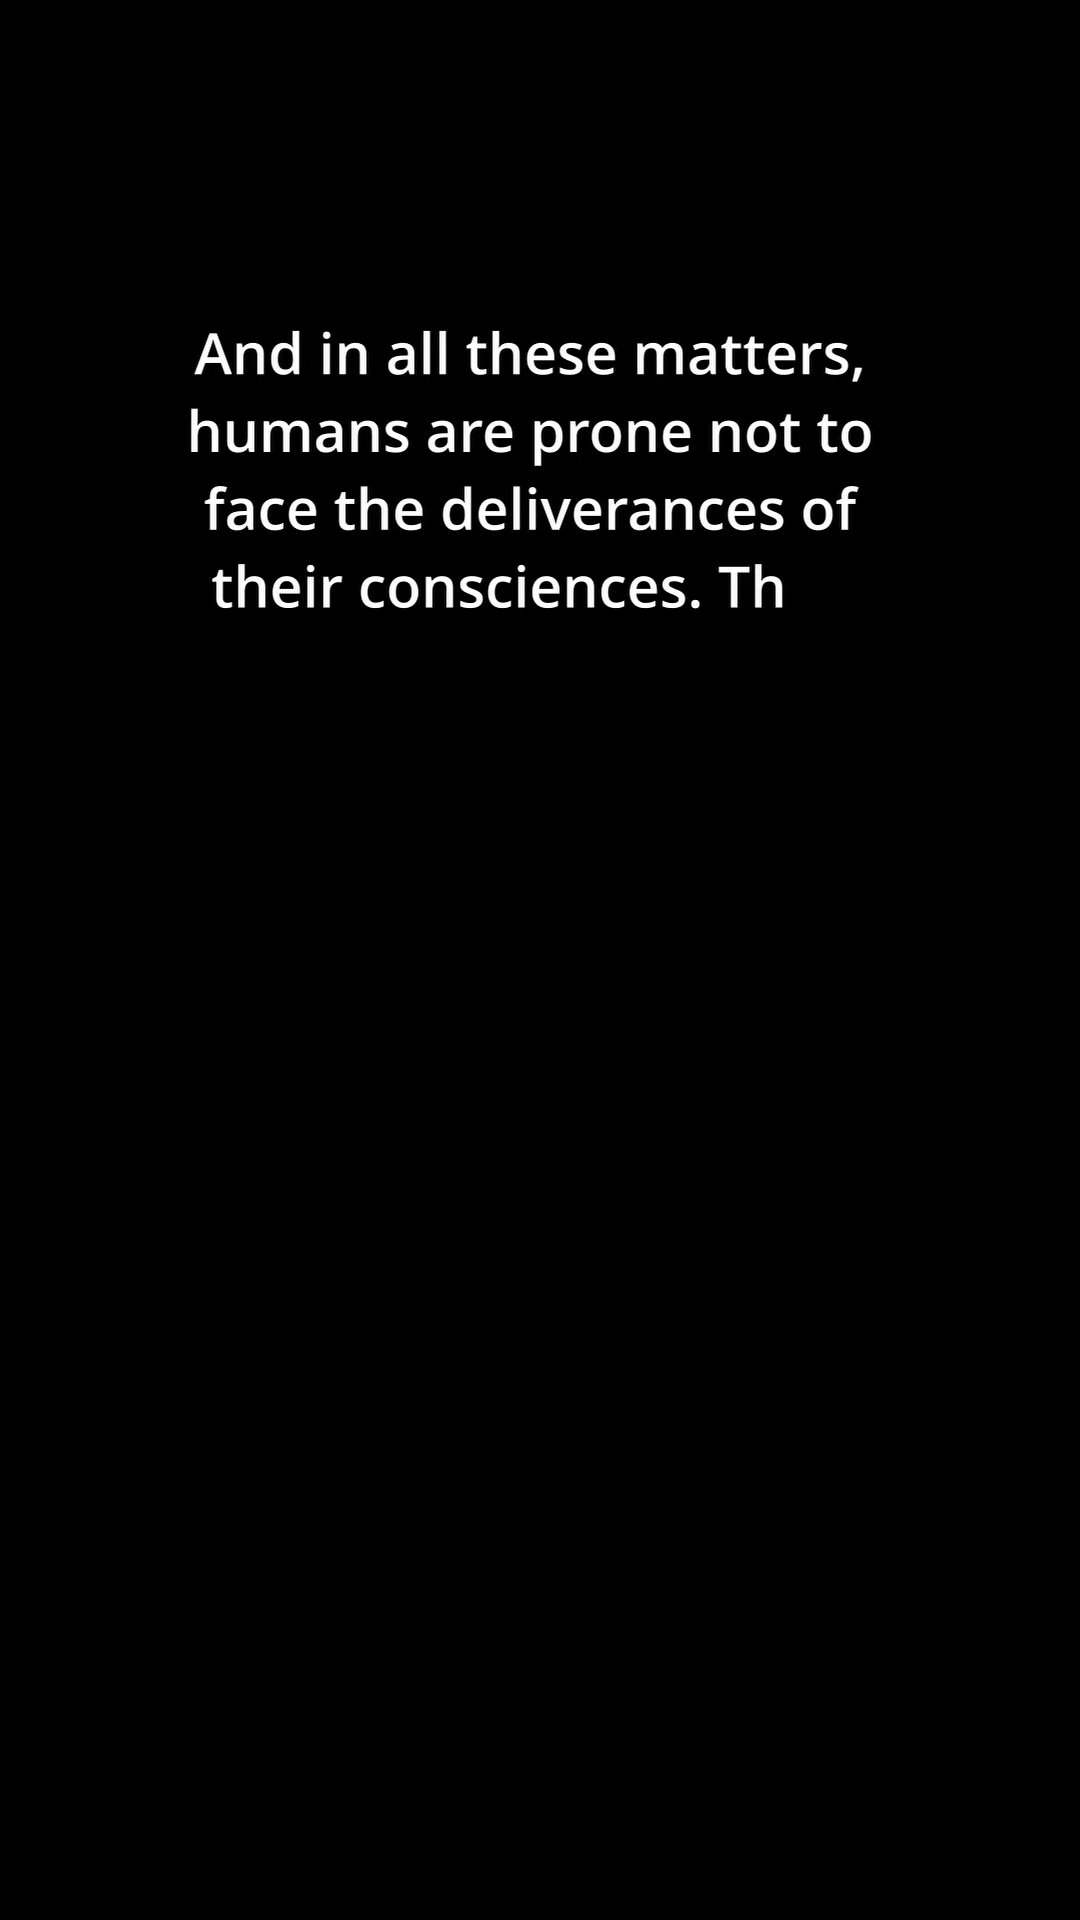 And in all these matters,
humans are prone not to
face the deliverances of
their consciences. Th